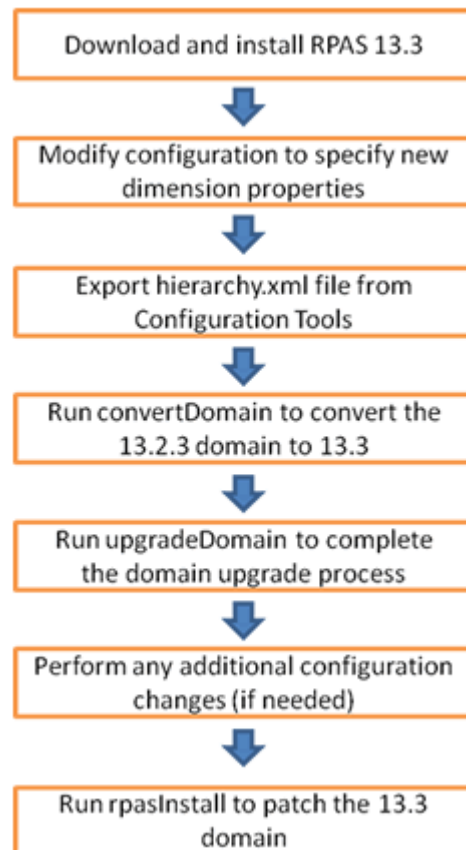 Download and install RPAS 13.3
Modify configuration to specify new
dimension properties
Export hierarchy.xml file from
Configuration Tools
Run convertDomain to convert the
13.2.3 domain to 13.3
Run upgradeDomain to complete
the domain upgrade process
Perform any additional configuration
changes (if needed)
Run rpasInstall to patch the 13.3
domain